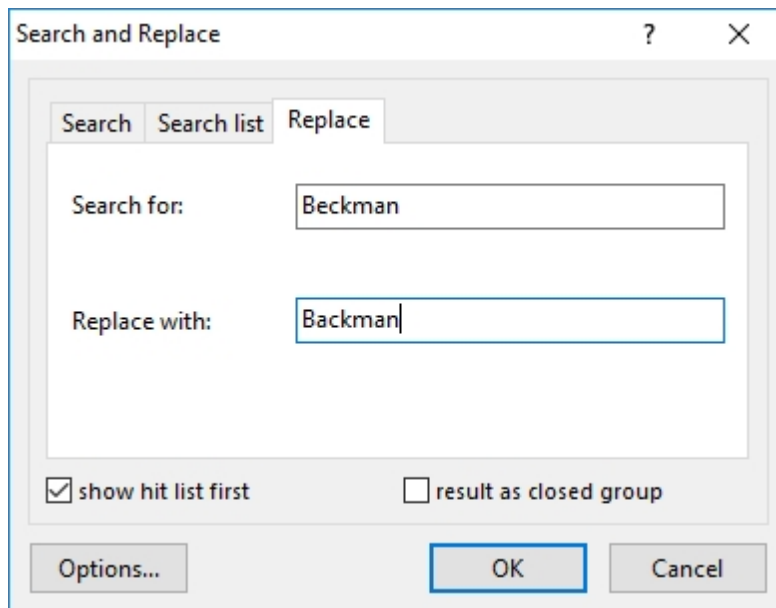 Search and Replace ?
Search Search list Replace
Search for: Beckman
Replace with: Backman
show hit list first result as closed group
Options... OK Cancel